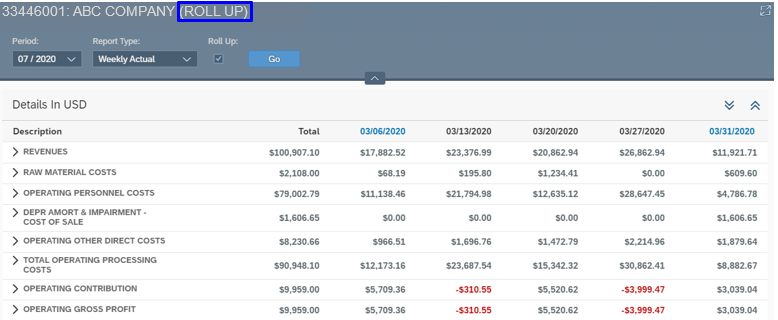 33446001: ABC COMPANY (ROLL UP)
Period: Report Type: Roll Up:
07 / 2020 Weekly Actual Go
Details In USD
Description Total 03/06/2020 03/13/2020 03/20/2020 03/27/2020 03/31/2020
REVENUES $100,907.10 $17,882.52 $23,376.99 $20,862.94 $26,862.94 $11,921.71
RAW MATERIAL COSTS $2,108.00 $68.19 $195.80 $1,234.41 $0.00 $609.60
OPERATING PERSONNEL COSTS $79,002.79 $11,138.46 $21,794.98 $12,635.12 $28,647.45 $4,786.78
DEPR AMORT & IMPAIRMENT -
COST OF SALE $1,606.65 $0.00 $0.00 $0.00 $0.00 $1,606.65
OPERATING OTHER DIRECT COSTS $8,230.66 $966.51 $1,696.76 $1,472.79 $2,214.96 $1,879.64
TOTAL OPERATING PROCESSING
COSTS $90,948.10 $12,173.16 $23,687.54 $15,342.32 $30,862.41 $8,882.67
OPERATING CONTRIBUTION $9,959.00 $5,709.36 -$310.55 $5,520.62 -$3,999.47 $3,039.04
OPERATING GROSS PROFIT $9,959.00 $5,709.36 -$310.55 $5,520.62 -$3,999.47 $3,039.04